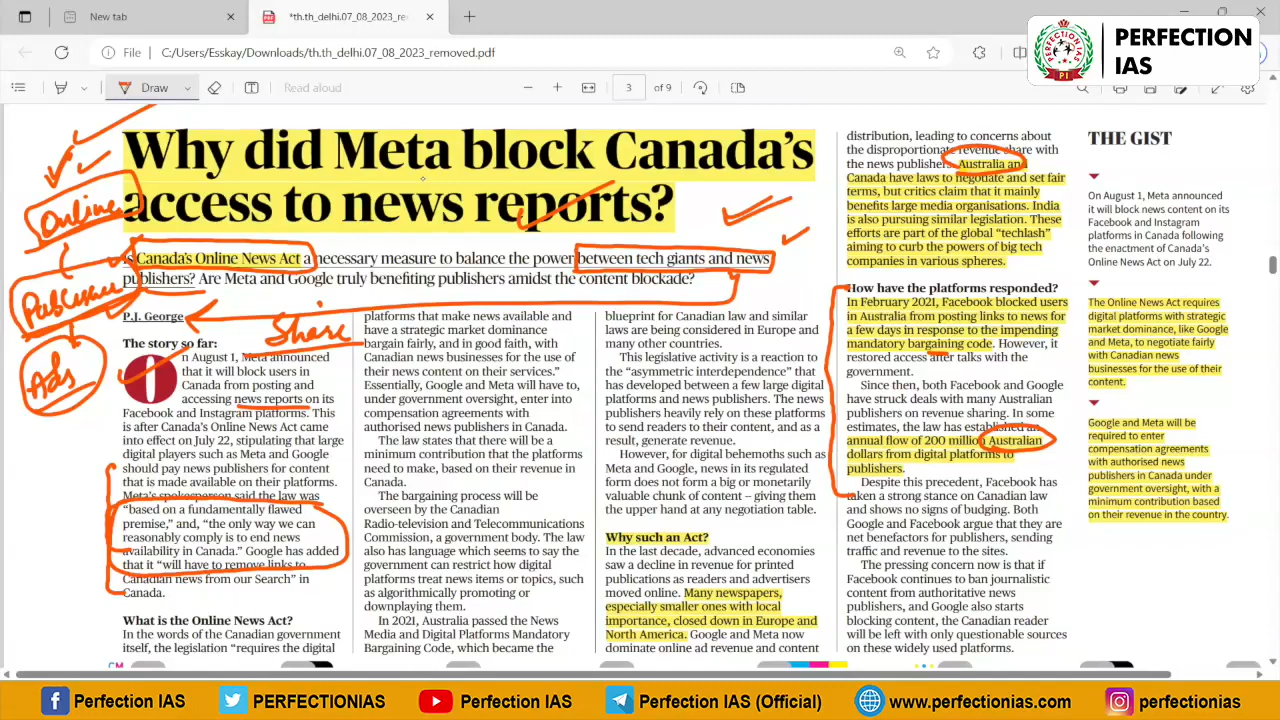 New tab
*th.th_delhi.07_08_2023_re
File
C:/Users/Esskay/Downloads/th.th_delhi.07_08_2023_removed.pdf
PERFECTION
IAS
PERFECTION IAS
PI
Draw
Read aloud
3
of 9
Why did Meta block Canada's
access to news reports?
Is Canada's Online News Act a necessary measure to balance the power between tech giants and news
publishers? Are Meta and Google truly benefiting publishers amidst the content blockade?
Online
Publisher
Ads
Share
P.J. George
The story so far:
On August 1, Meta announced
that it will block users in
Canada from posting and
accessing news reports on its
Facebook and Instagram platforms. This
is after Canada's Online News Act came
into effect on July 22, stipulating that large
digital players such as Meta and Google
should pay news publishers for content
that is made available on their platforms.
Meta's spokesperson said the law was
"based on a fundamentally flawed
premise," and, "the only way we can
reasonably comply is to end news
availability in Canada." Google has added
that it "will have to remove links to
Canadian news from our Search" in
Canada.
What is the Online News Act?
In the words of the Canadian government
itself, the legislation "requires the digital
platforms that make news available and
have a strategic market dominance
bargain fairly, and in good faith, with
Canadian news businesses for the use of
their news content on their services."
Essentially, Google and Meta will have to,
under government oversight, enter into
compensation agreements with
authorised news publishers in Canada.
The law states that there will be a
minimum contribution that the platforms
need to make, based on their revenue in
Canada.
The bargaining process will be
overseen by the Canadian
Radio-television and Telecommunications
Commission, a government body. The law
also has language which seems to say the
government can restrict how digital
platforms treat news items or topics, such
as algorithmically promoting or
downplaying them.
In 2021, Australia passed the News
Media and Digital Platforms Mandatory
Bargaining Code, which became the
blueprint for Canadian law and similar
laws are being considered in Europe and
many other countries.
This legislative activity is a reaction to
the "asymmetric interdependence" that
has developed between a few large digital
platforms and news publishers. The news
publishers heavily rely on these platforms
to send readers to their content, and as a
result, generate revenue.
However, for digital behemoths such as
Meta and Google, news in its regulated
form does not form a big or monetarily
valuable chunk of content – giving them
the upper hand at any negotiation table.
Why such an Act?
In the last decade, advanced economies
saw a decline in revenue for printed
publications as readers and advertisers
moved online. Many newspapers,
especially smaller ones with local
importance, closed down in Europe and
North America. Google and Meta now
dominate online ad revenue and content
distribution, leading to concerns about
the disproportionate revenue share with
the news publishers. Australia and
Canada have laws to negotiate and set fair
terms, but critics claim that it mainly
benefits large media organisations. India
is also pursuing similar legislation. These
efforts are part of the global "techlash"
aiming to curb the powers of big tech
companies in various spheres.
How have the platforms responded?
In February 2021, Facebook blocked users
in Australia from posting links to news for
a few days in response to the impending
mandatory bargaining code. However, it
restored access after talks with the
government.
Since then, both Facebook and Google
have struck deals with many Australian
publishers on revenue sharing. In some
estimates, the law has established an
annual flow of 200 million Australian
dollars from digital platforms to
publishers.
Despite this precedent, Facebook has
taken a strong stance on Canadian law
and shows no signs of budging. Both
Google and Facebook argue that they are
net benefactors for publishers, sending
traffic and revenue to the sites.
The pressing concern now is that if
Facebook continues to ban journalistic
content from authoritative news
publishers, and Google also starts
blocking content, the Canadian reader
will be left with only questionable sources
on these widely used platforms.
THE GIST
On August 1, Meta announced
it will block news content on its
Facebook and Instagram
platforms in Canada following
the enactment of Canada's
Online News Act on July 22.
The Online News Act requires
digital platforms with strategic
market dominance, like Google
and Meta, to negotiate fairly
with Canadian news
businesses for the use of their
content.
Google and Meta will be
required to enter
compensation agreements
with authorised news
publishers in Canada under
government oversight, with a
minimum contribution based
on their revenue in the country.
CM
Perfection IAS
PERFECTIONIAS
Perfection IAS
Perfection IAS (Official)
www.perfectionias.com
perfectionias